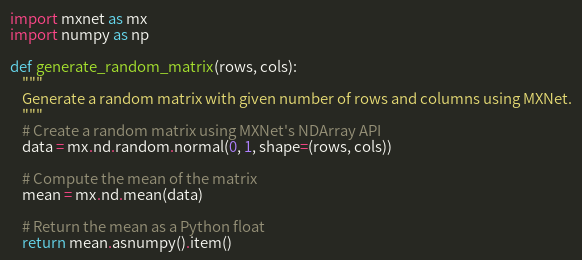 import mxnet as mx
import numpy as np
def generate_random_matrix(rows, cols):
"""
Generate a random matrix with given number of rows and columns using MXNet.
"""
# Create a random matrix using MXNet's NDArray API
data = mx.nd.random.normal(0, 1, shape=(rows, cols))
# Compute the mean of the matrix
mean = mx.nd.mean(data)
# Return the mean as a Python float
return mean.asnumpy().item()